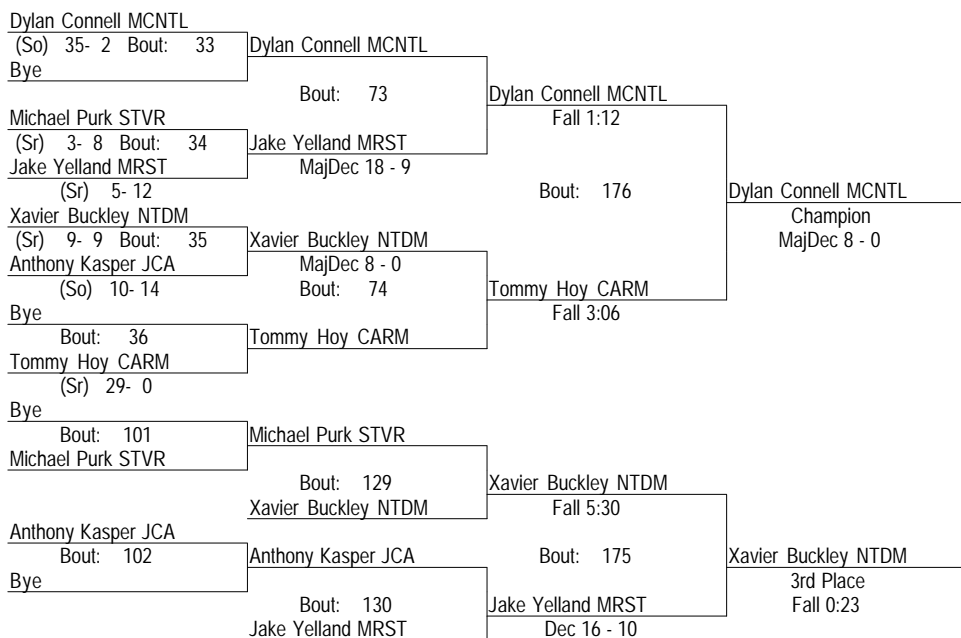 Dylan Connell MCNTL
(So) 35- 2 Bout: 33 Dylan Connell MCNTL
Bye
Bout: 73 Dylan Connell MCNTL
Michael Purk STVR Fall 1:12
(Sr) 3- 8 Bout: 34 Jake Yelland MRST
Jake Yelland MRST MajDec 18 - 9
(Sr) 5- 12 Bout: 176 Dylan Connell MCNTL
Xavier Buckley NTDM Champion
(Sr) 9- 9 Bout: 35 Xavier Buckley NTDM MajDec 8 - 0
Anthony Kasper JCA MajDec 8 - 0
(So) 10- 14 Bout: 74 Tommy Hoy CARM
Bye Fall 3:06
Bout: 36 Tommy Hoy CARM
Tommy Hoy CARM
(Sr) 29- 0
Bye
Bout: 101 Michael Purk STVR
Michael Purk STVR
Bout: 129 Xavier Buckley NTDM
Xavier Buckley NTDM Fall 5:30
Anthony Kasper JCA
Bout: 102 Anthony Kasper JCA Bout: 175 Xavier Buckley NTDM
Bye 3rd Place
Bout: 130 Jake Yelland MRST Fall 0:23
Jake Yelland MRST Dec 16 - 10